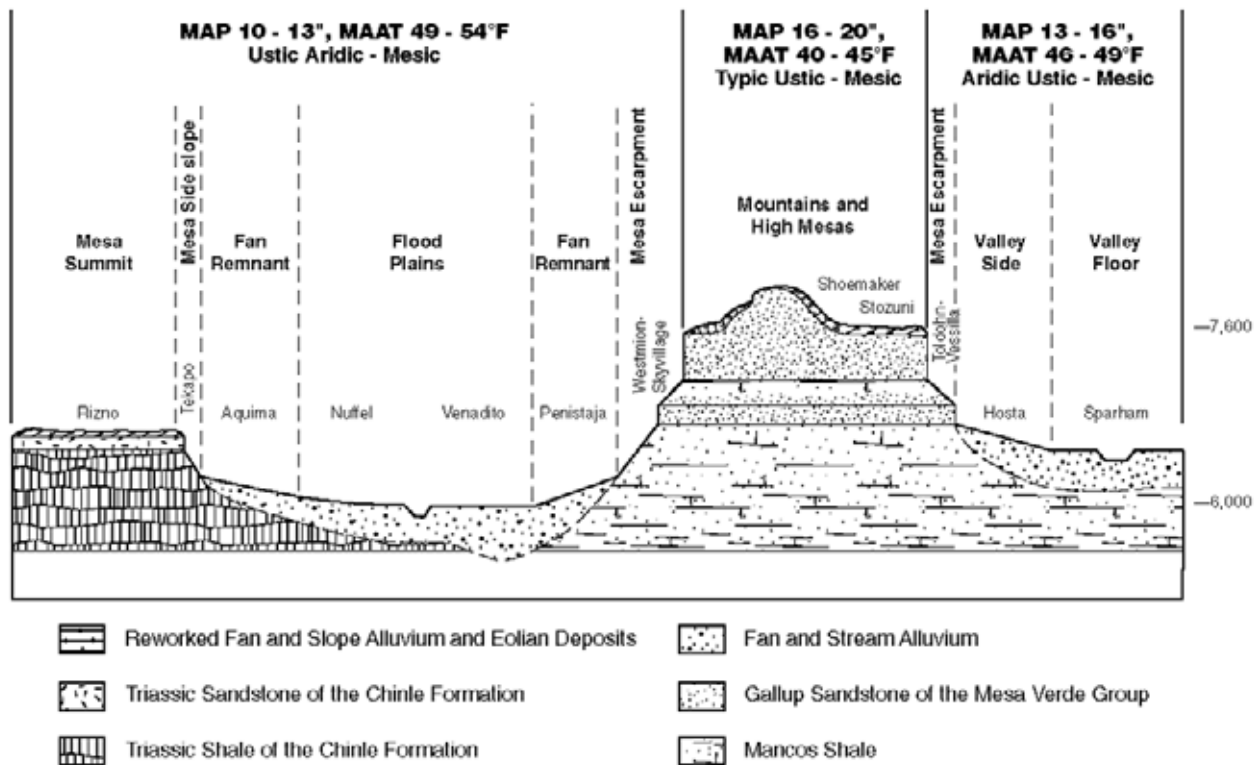 MAP 10 - 13", MAAT 49 - 54°F
Ustic Aridic - Mesic
MAP 16 - 20",
MAAT 40 - 45°F
Typic Ustic - Mesic
MAP 13 - 16",
MAAT 46 - 49°F
Aridic Ustic - Mesic
Mesa
Summit
Mesa Side slope
Fan
Remnant
Flood
Plains
Fan
Remnant
Mesa Escarpment
Mountains and
High Mesas
Mesa Escarpment
Valley
Side
Valley
Floor
Shoemaker
Stozuni
7,600
Rizno
Tekapo
Aquima
Nuffel
Venadito
Penistaja
Westmion-
Skyvillage
Toldohn-
Vessilla
Hosta
Sparham
6,000
Reworked Fan and Slope Alluvium and Eolian Deposits
Triassic Sandstone of the Chinle Formation
Triassic Shale of the Chinle Formation
Fan and Stream Alluvium
Gallup Sandstone of the Mesa Verde Group
Mancos Shale